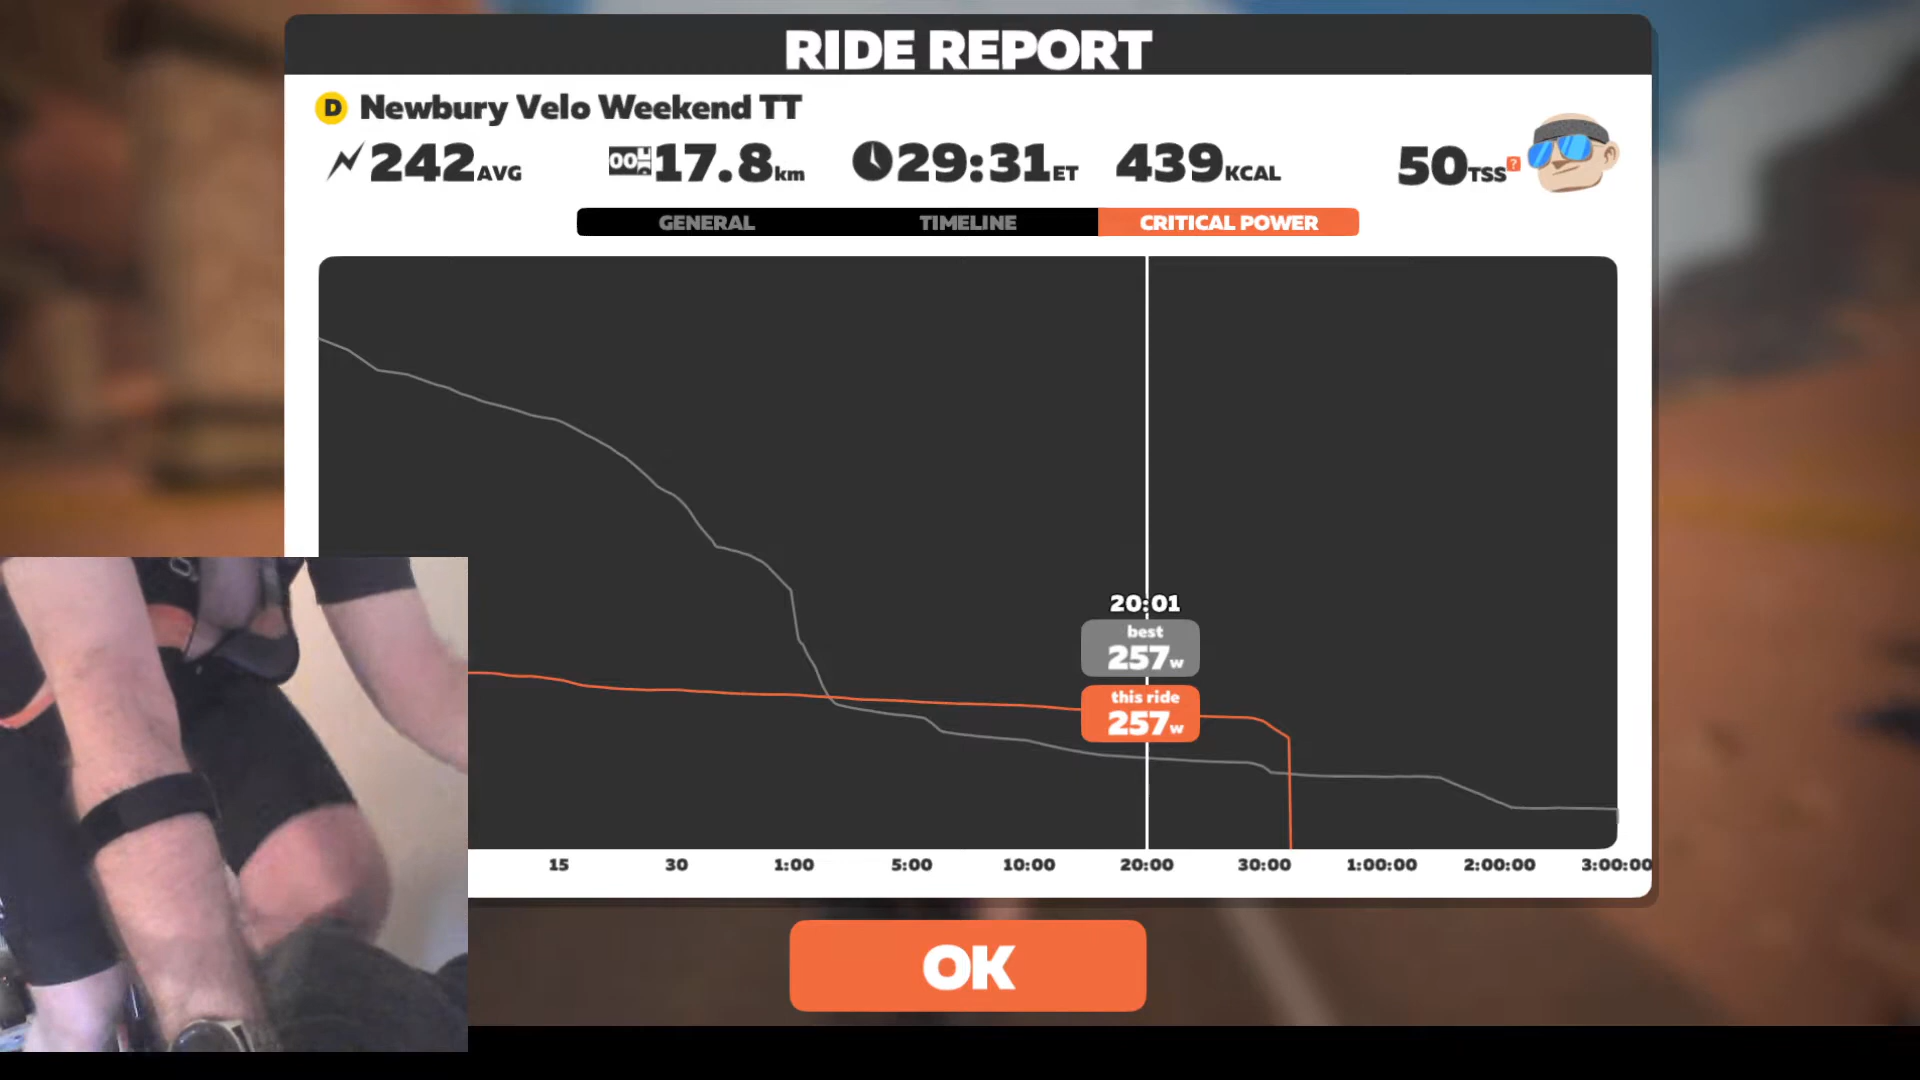 RIDE REPORT
D Newbury Velo Weekend TT
242AVG 17.8km 29:31ET 439KCAL 50TSS?
GENERAL TIMELINE CRITICAL POWER
20:01
best
257w
this ride
257w
15 30 1:00 5:00 10:00 20:00 30:00 1:00:00 2:00:00 3:00:00
OK